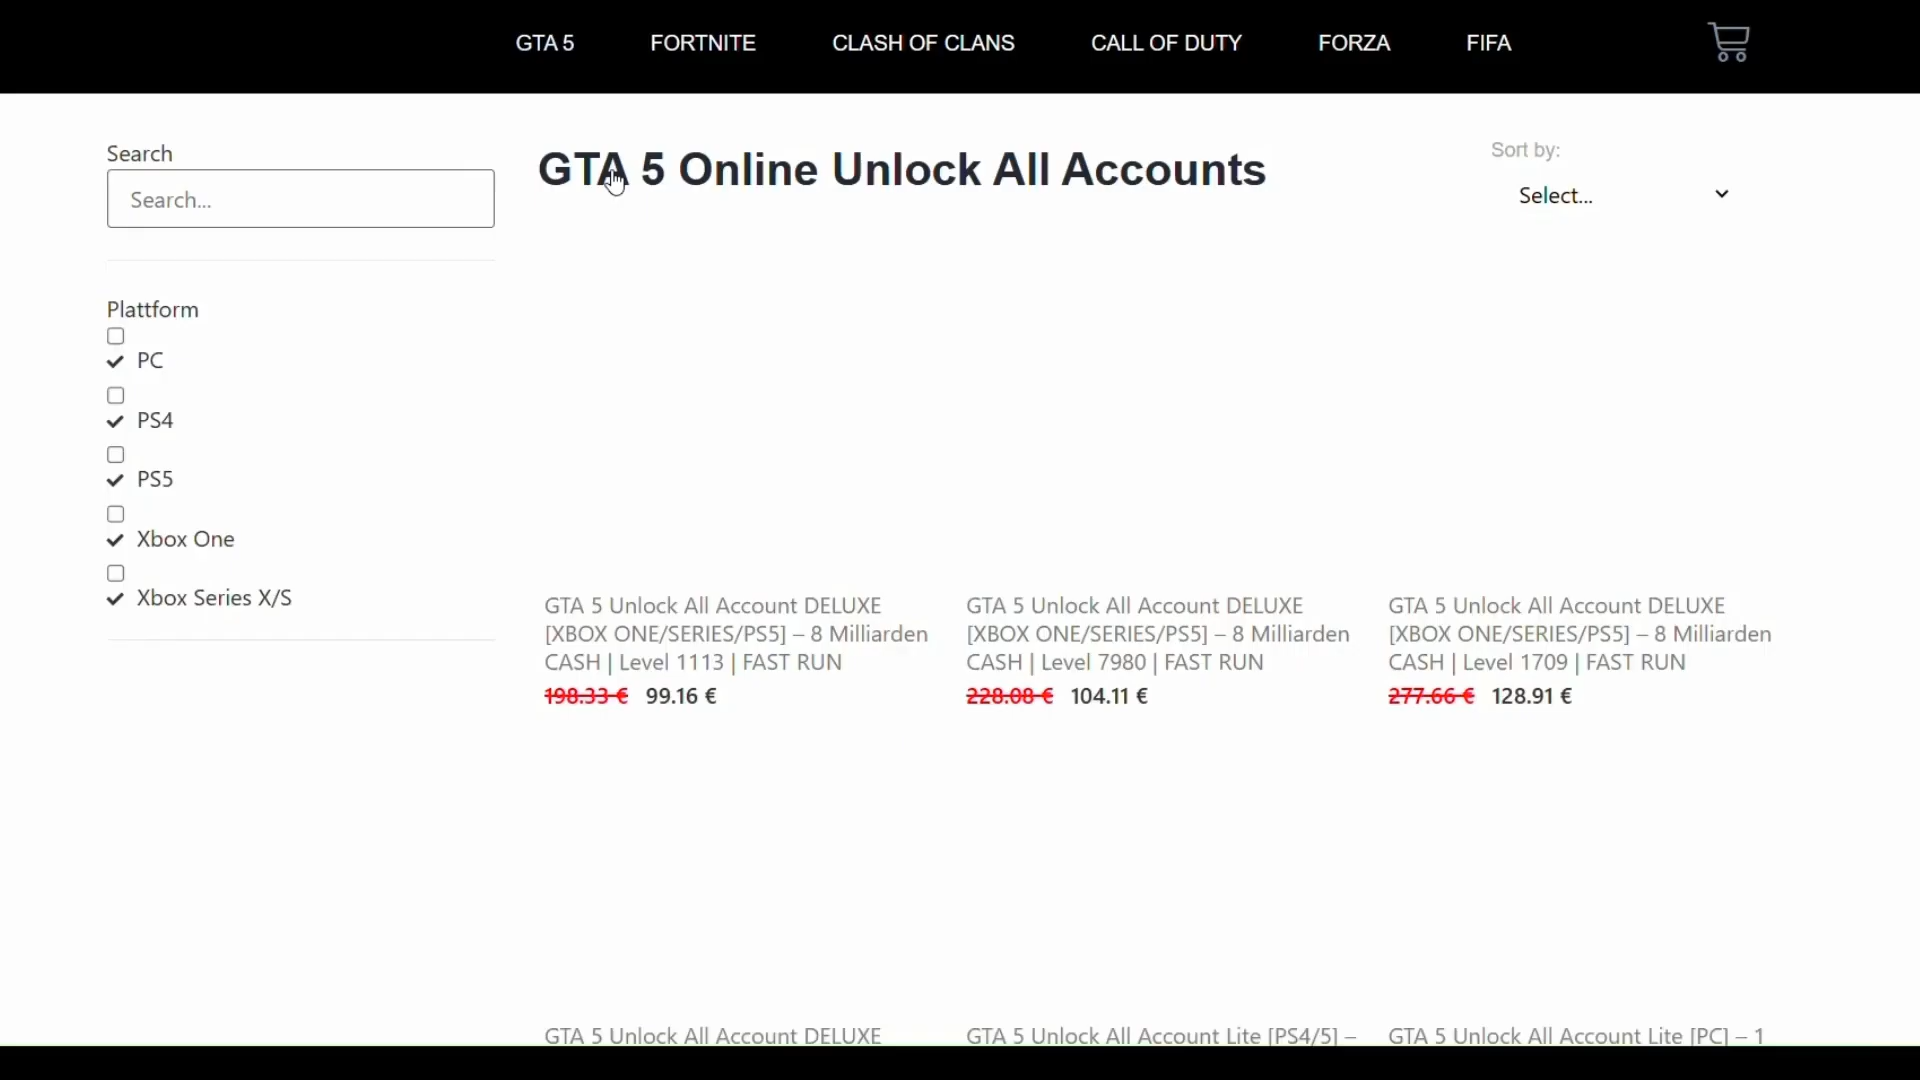 GTA 5 FORTNITE CLASH OF CLANS CALL OF DUTY FORZA FIFA
Search
Search...
Plattform
PC
PS4
PS5
Xbox One
Xbox Series X/S
GTA 5 Online Unlock All Accounts
Sort by:
Select...
GTA 5 Unlock All Account DELUXE
[XBOX ONE/SERIES/PS5] – 8 Milliarden
CASH | Level 1113 | FAST RUN
198.33 € 99.16 €
GTA 5 Unlock All Account DELUXE
[XBOX ONE/SERIES/PS5] – 8 Milliarden
CASH | Level 7980 | FAST RUN
228.08 € 104.11 €
GTA 5 Unlock All Account DELUXE
[XBOX ONE/SERIES/PS5] – 8 Milliarden
CASH | Level 1709 | FAST RUN
277.66 € 128.91 €
GTA 5 Unlock All Account DELUXE
GTA 5 Unlock All Account Lite [PS4/5] –
GTA 5 Unlock All Account Lite [PC] – 1